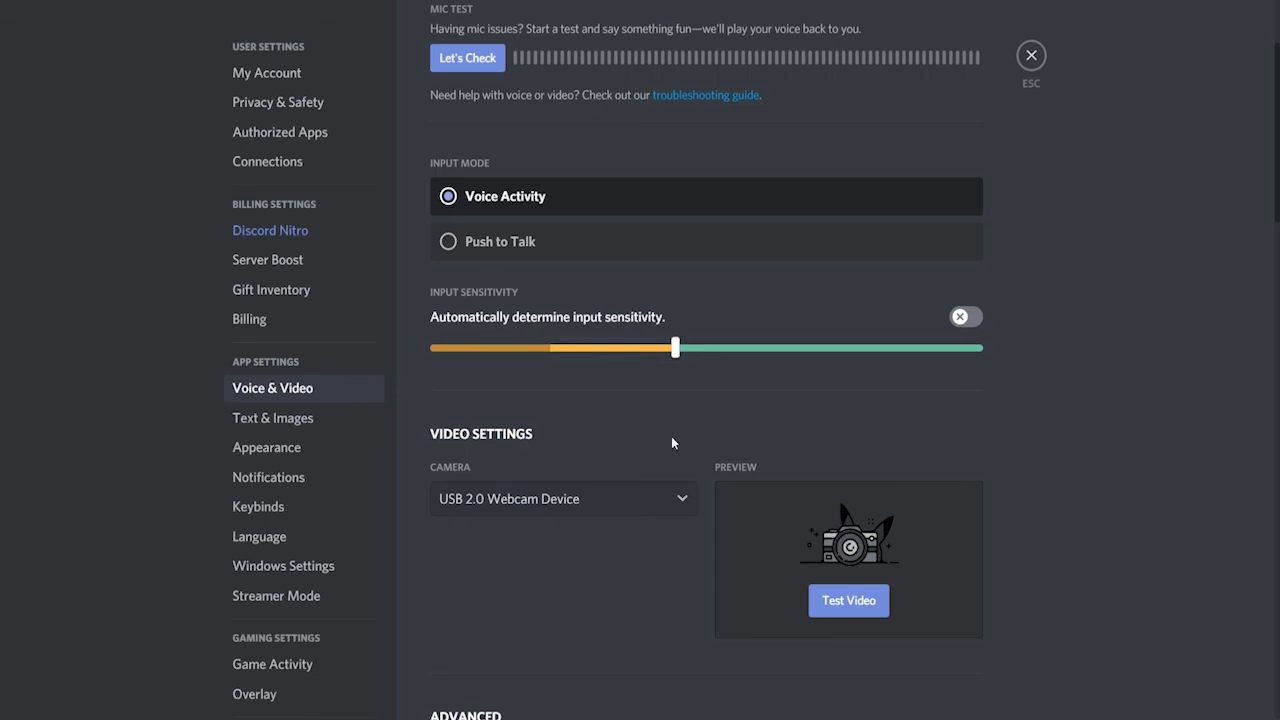 USER SETTINGS
My Account
Privacy & Safety
Authorized Apps
Connections
BILLING SETTINGS
Discord Nitro
Server Boost
Gift Inventory
Billing
APP SETTINGS
Voice & Video
Text & Images
Appearance
Notifications
Keybinds
Language
Windows Settings
Streamer Mode
GAMING SETTINGS
Game Activity
Overlay
MIC TEST
Having mic issues? Start a test and say something fun—we'll play your voice back to you.
Let's Check
Need help with voice or video? Check out our troubleshooting guide.
INPUT MODE
Voice Activity
Push to Talk
INPUT SENSITIVITY
Automatically determine input sensitivity.
VIDEO SETTINGS
CAMERA
USB 2.0 Webcam Device
PREVIEW
Test Video
ADVANCED
ESC